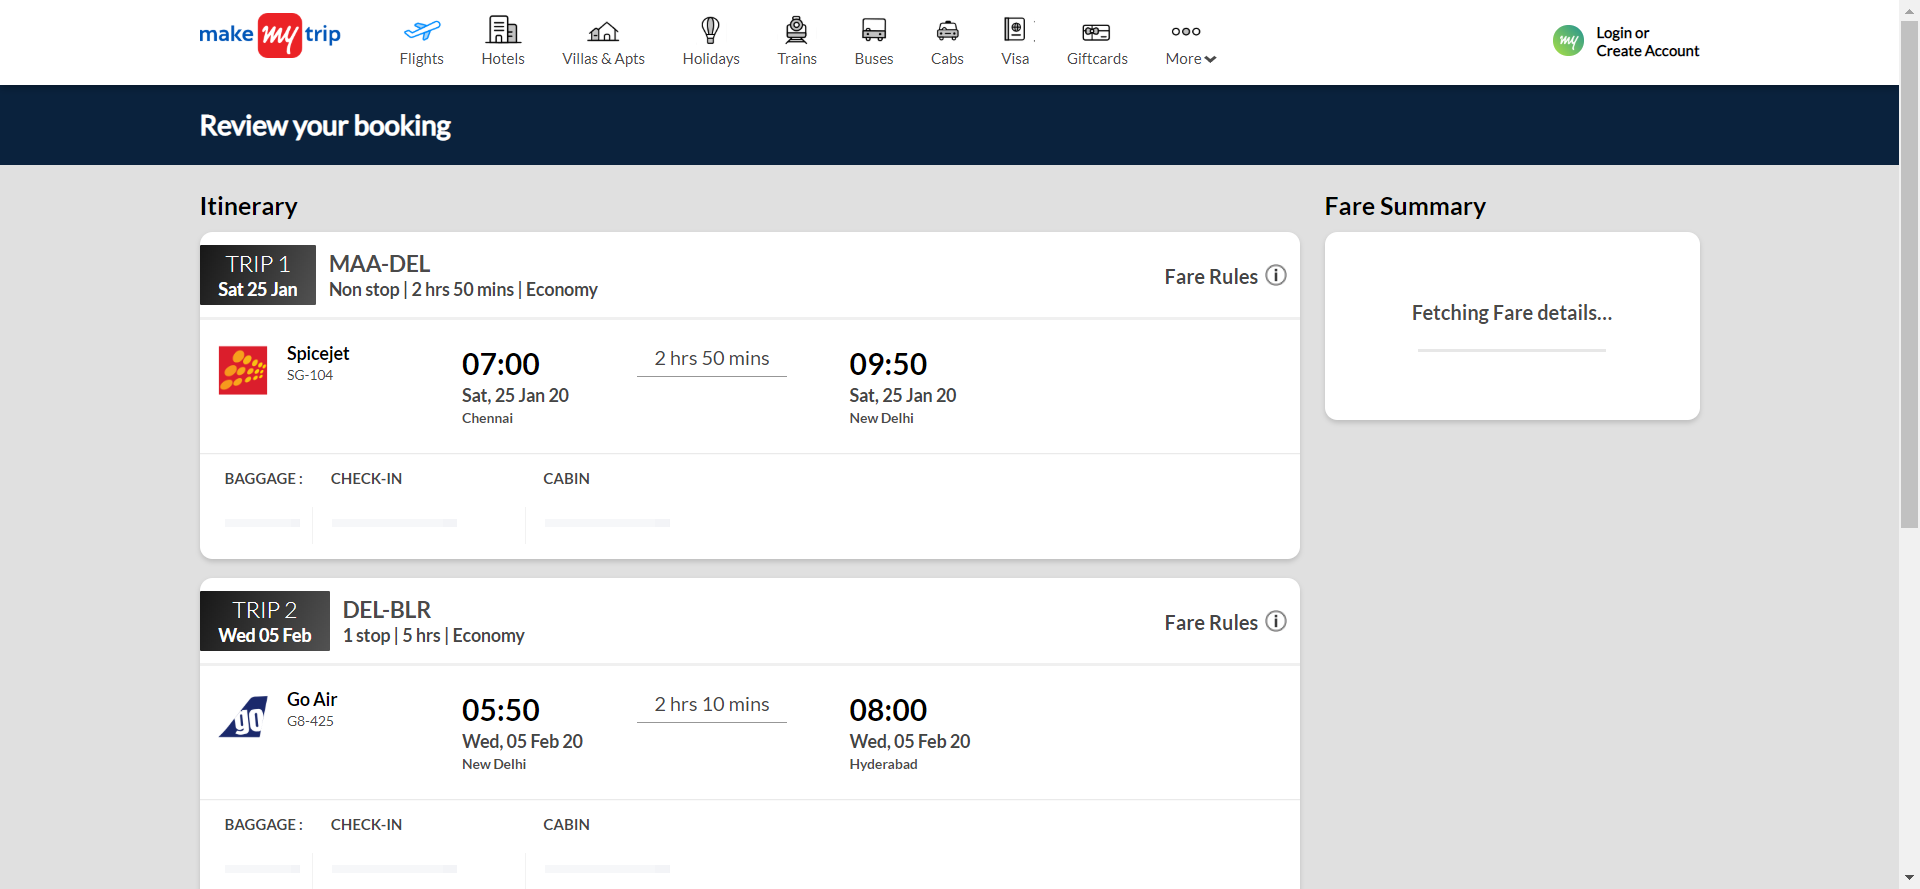 make my trip
Flights
Hotels
Villas & Apts
Holidays
Trains
Buses
Cabs
Visa
Giftcards
More
my
Login or
Create Account
Review your booking
Itinerary
Fare Summary
TRIP 1
Sat 25 Jan
MAA-DEL
Non stop | 2 hrs 50 mins | Economy
Fare Rules
Fetching Fare details...
Spicejet
SG-104
07:00
Sat, 25 Jan 20
Chennai
2 hrs 50 mins
09:50
Sat, 25 Jan 20
New Delhi
BAGGAGE : CHECK-IN CABIN
TRIP 2
Wed 05 Feb
DEL-BLR
1 stop | 5 hrs | Economy
Fare Rules
go
Go Air
G8-425
05:50
Wed, 05 Feb 20
New Delhi
2 hrs 10 mins
08:00
Wed, 05 Feb 20
Hyderabad
BAGGAGE : CHECK-IN CABIN